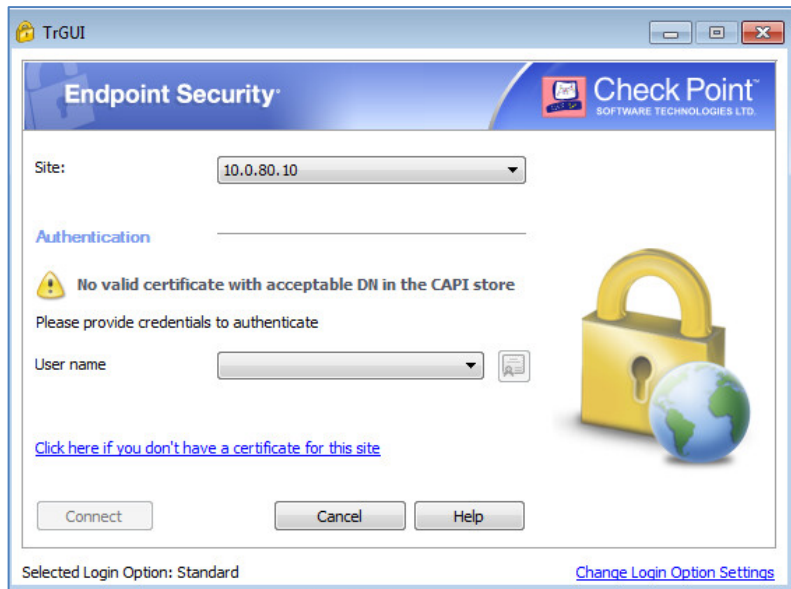 TrGUI
Endpoint Security
Check Point™
SOFTWARE TECHNOLOGIES LTD.
Site:
10.0.80.10
Authentication
No valid certificate with acceptable DN in the CAPI store
Please provide credentials to authenticate
User name
Click here if you don't have a certificate for this site
Connect
Cancel
Help
Selected Login Option: Standard
Change Login Option Settings